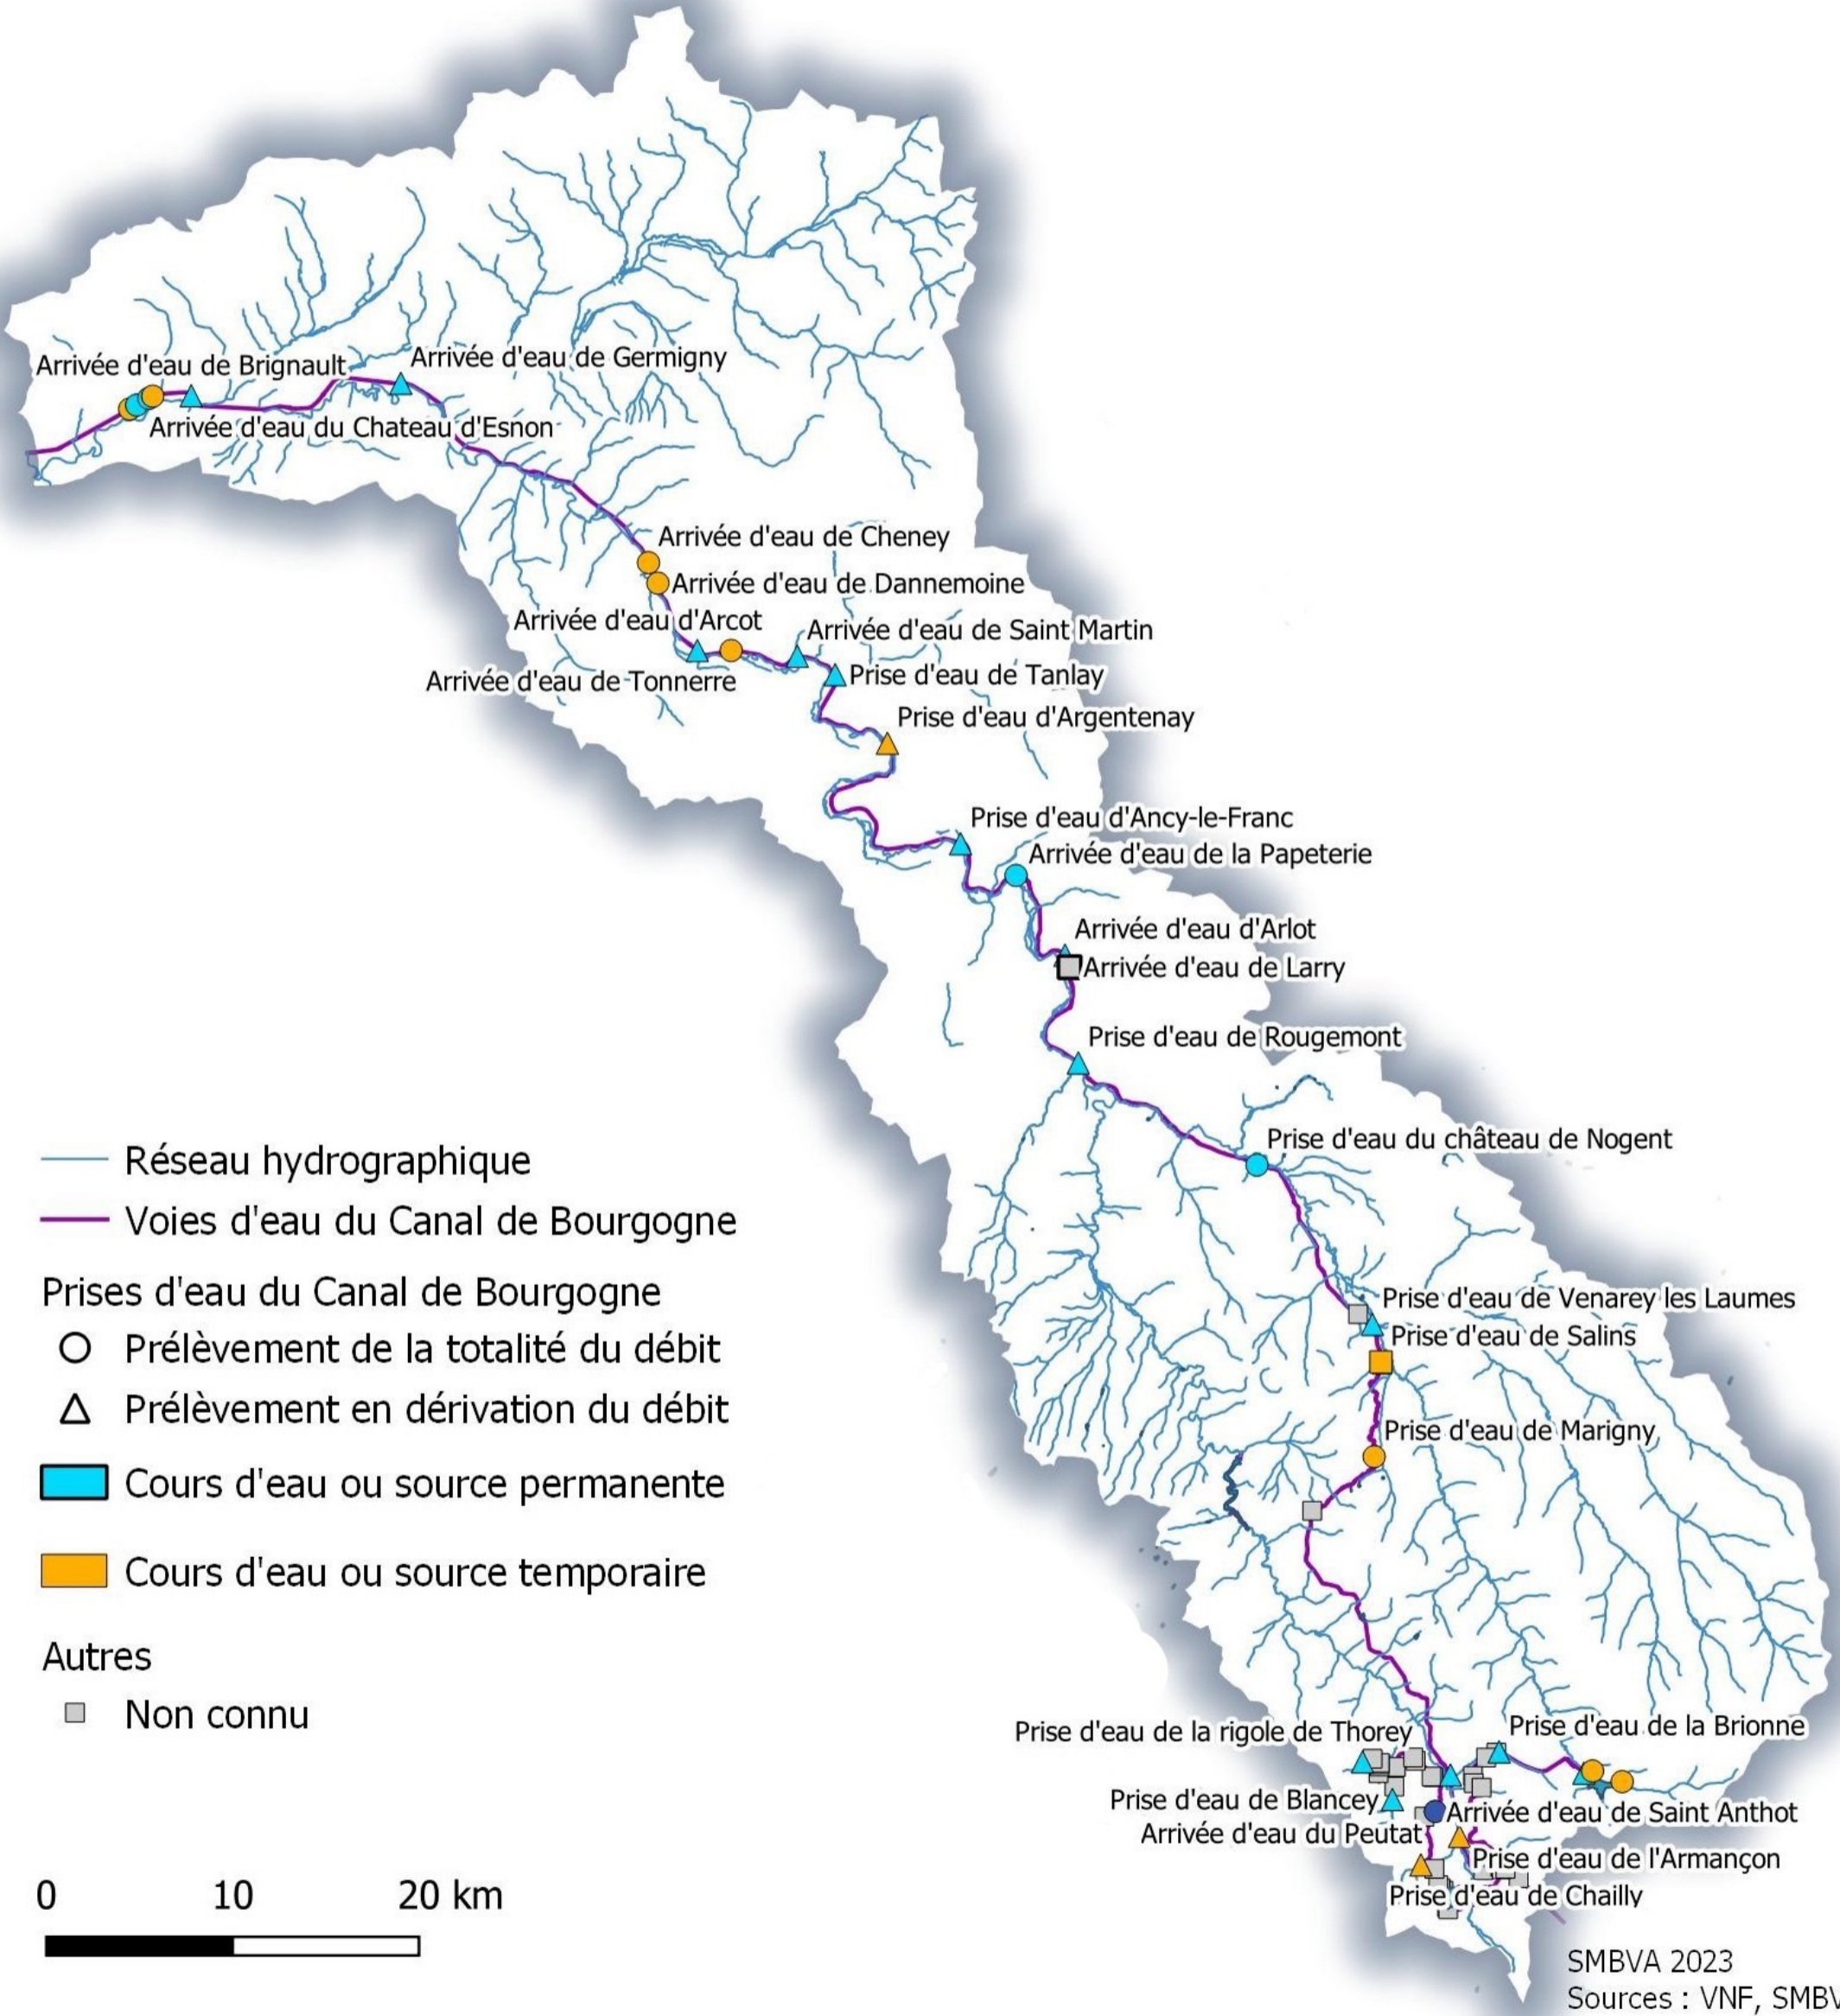 Arrivée d'eau de Brignault
Arrivée d'eau de Germigny
Arrivée d'eau du Chateau d'Esnon
Arrivée d'eau de Cheney
Arrivée d'eau de Dannemoine
Arrivée d'eau d'Arcot
Arrivée d'eau de Saint Martin
Arrivée d'eau de Tonnerre
Prise d'eau de Tanlay
Prise d'eau d'Argentenay
Prise d'eau d'Ancy-le-Franc
Arrivée d'eau de la Papeterie
Arrivée d'eau d'Arlot
Arrivée d'eau de Larry
Prise d'eau de Rougemont
Prise d'eau du château de Nogent
Prise d'eau de Venarey les Laumes
Prise d'eau de Salins
Prise d'eau de Marigny
Prise d'eau de la rigole de Thorey
Prise d'eau de la Brionne
Prise d'eau de Blancey
Arrivée d'eau de Saint Anthot
Arrivée d'eau du Peutat
Prise d'eau de l'Armançon
Prise d'eau de Chailly
Réseau hydrographique
Voies d'eau du Canal de Bourgogne
Prises d'eau du Canal de Bourgogne
Prélèvement de la totalité du débit
Prélèvement en dérivation du débit
Cours d'eau ou source permanente
Cours d'eau ou source temporaire
Autres
Non connu
0 10 20 km
SMBVA 2023
Sources : VNF, SMBV